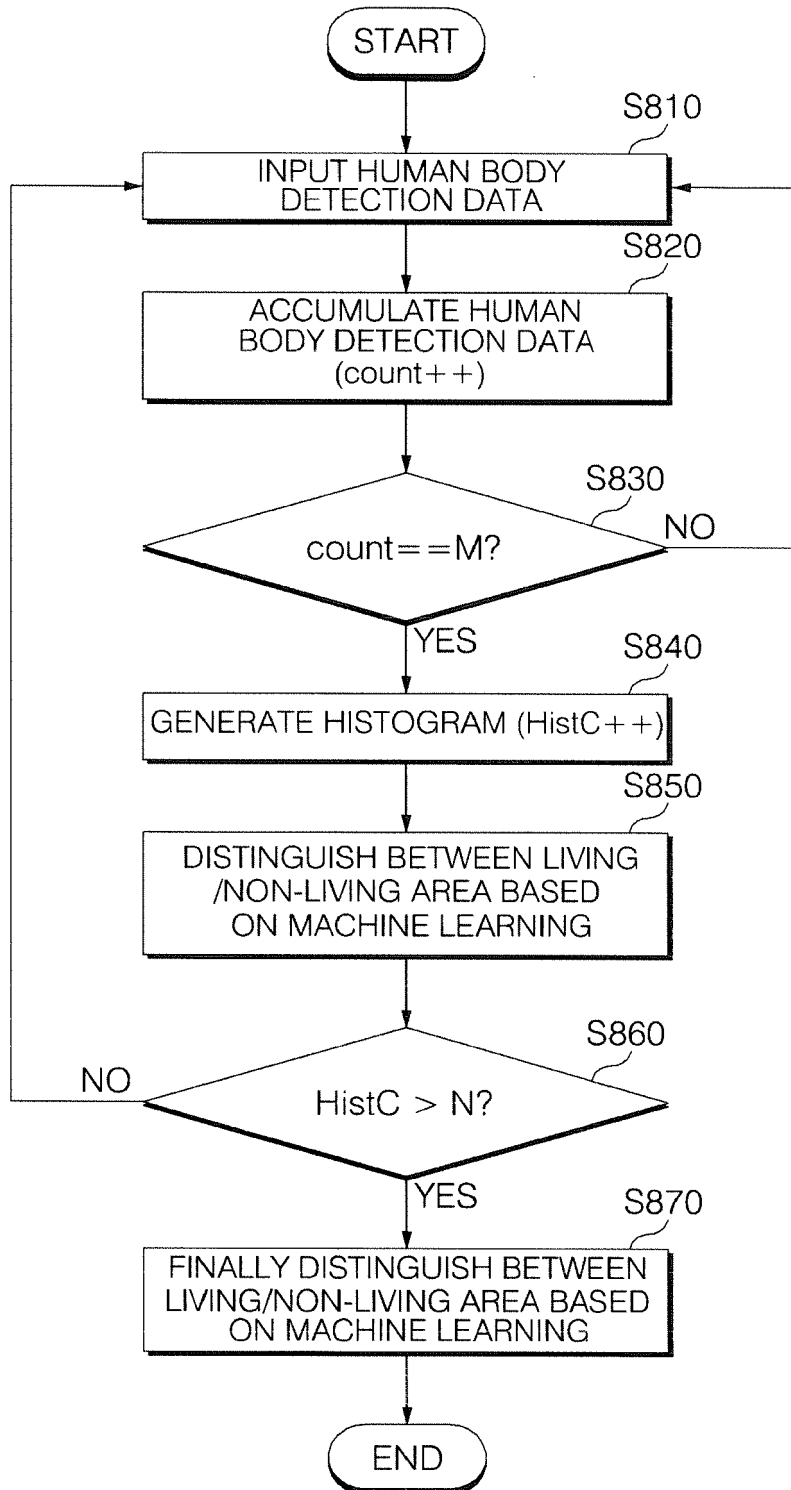 START
S810
INPUT HUMAN BODY
DETECTION DATA
S820
ACCUMULATE HUMAN
BODY DETECTION DATA
(count++)
S830
count==M?
NO
YES
S840
GENERATE HISTOGRAM (HistC++)
S850
DISTINGUISH BETWEEN LIVING
/NON-LIVING AREA BASED
ON MACHINE LEARNING
S860
NO
HistC > N?
YES
S870
FINALLY DISTINGUISH BETWEEN
LIVING/NON-LIVING AREA BASED
ON MACHINE LEARNING
END